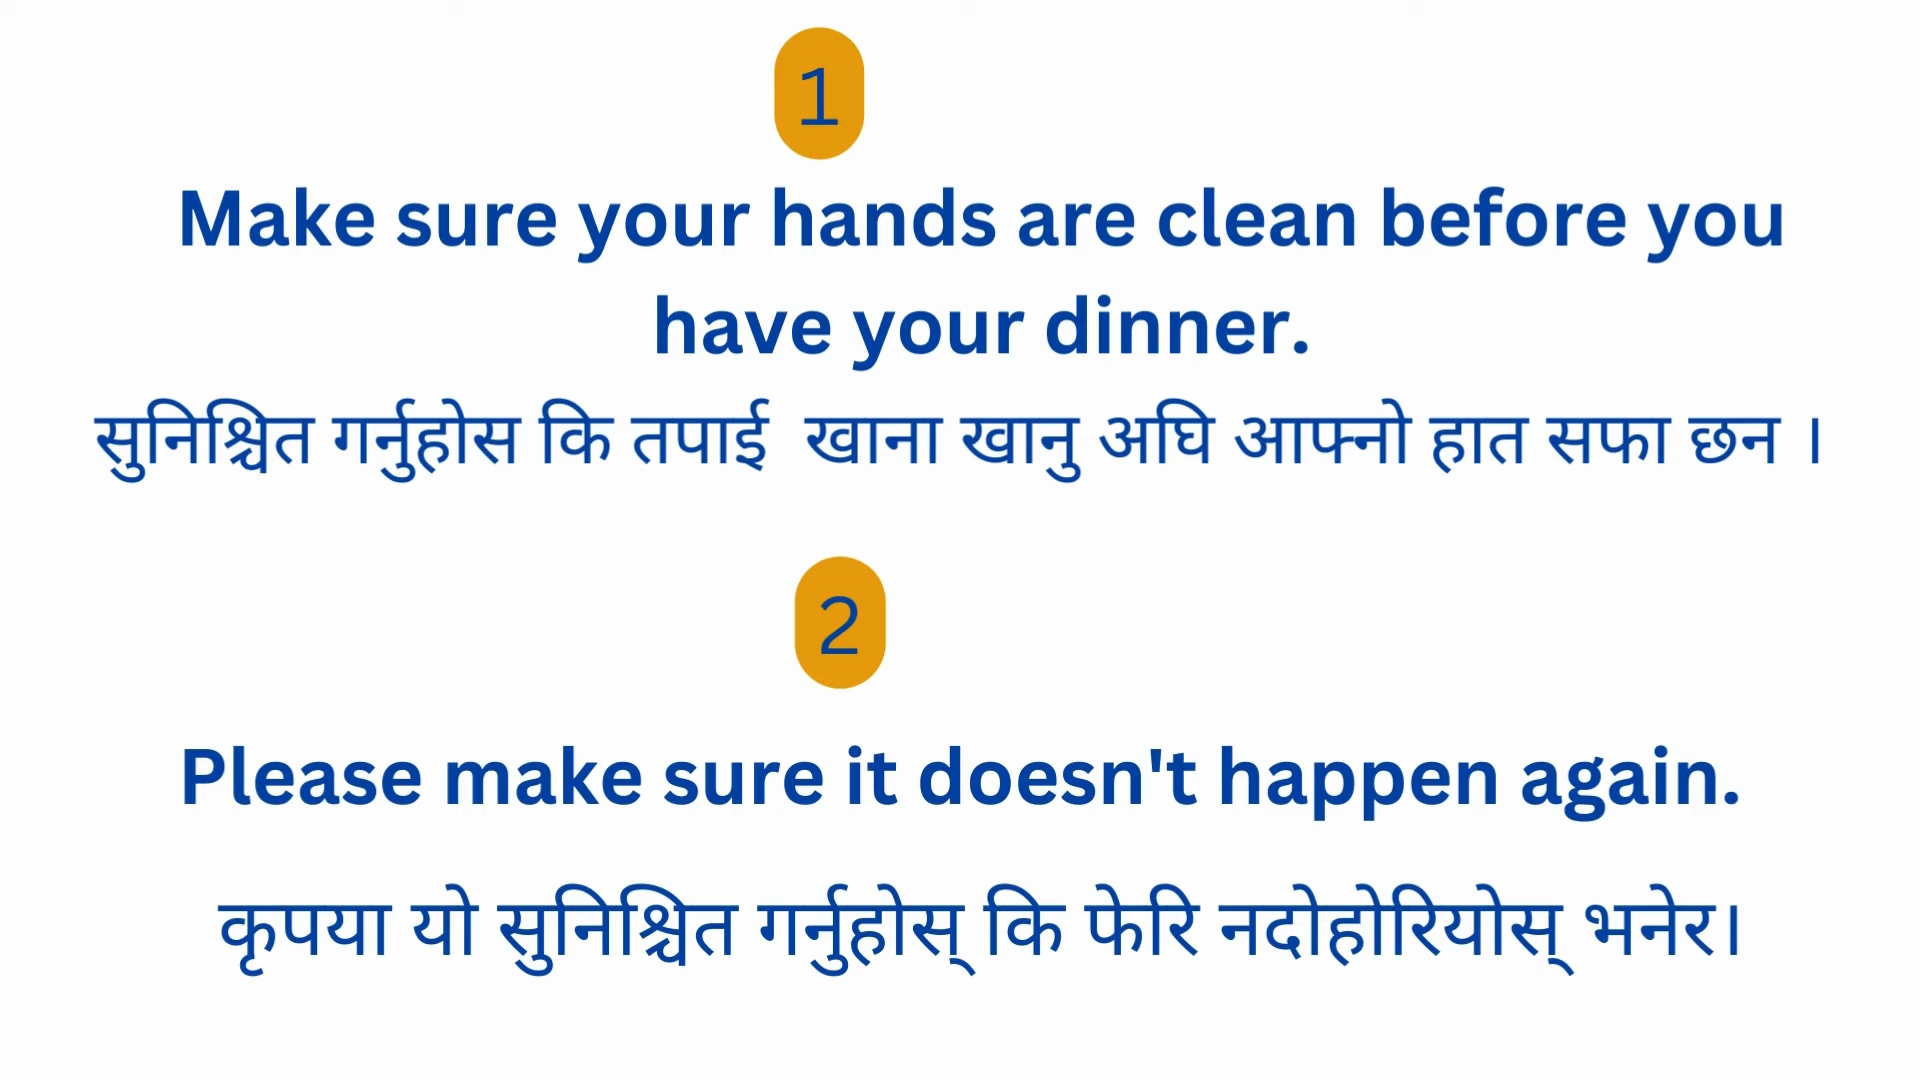 1
Make sure your hands are clean before you
have your dinner.
सुनिश्चित गर्नुहोस कि तपाई खाना खानु अघि आफ्नो हात सफा छन ।
2
Please make sure it doesn't happen again.
कृपया यो सुनिश्चित गर्नुहोस् कि फेरि नदोहोरियोस् भनेर।